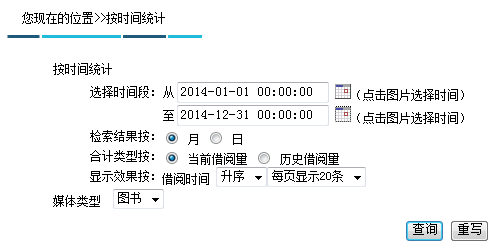 您现在的位置>>按时间统计
按时间统计
选择时间段：从 2014-01-01 00:00:00 （点击图片选择时间）
至 2014-12-31 00:00:00 （点击图片选择时间）
检索结果按： 月 日
合计类型按： 当前借阅量 历史借阅量
显示效果按：借阅时间 升序 每页显示20条
媒体类型 图书
查询 重写